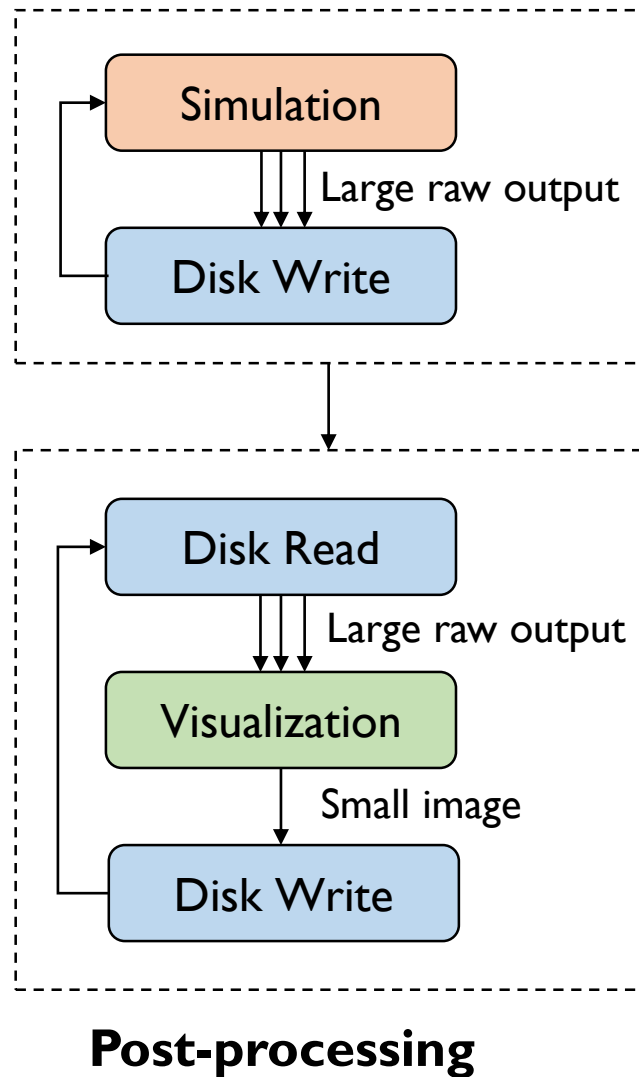 Simulation
Large raw output
Disk Write
Disk Read
Large raw output
Visualization
Small image
Disk Write
Post-processing